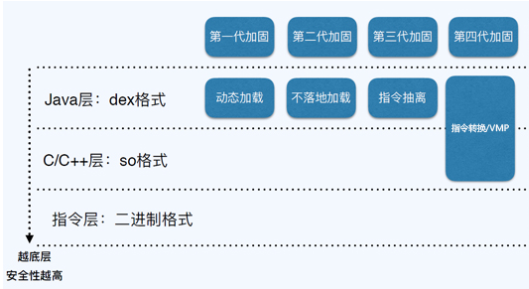 第一代加固 第二代加固 第三代加固 第四代加固
Java层：dex格式 动态加载 不落地加载 指令抽离
指令转换/VMP
C/C++层：so格式
指令层：二进制格式
越底层
安全性越高